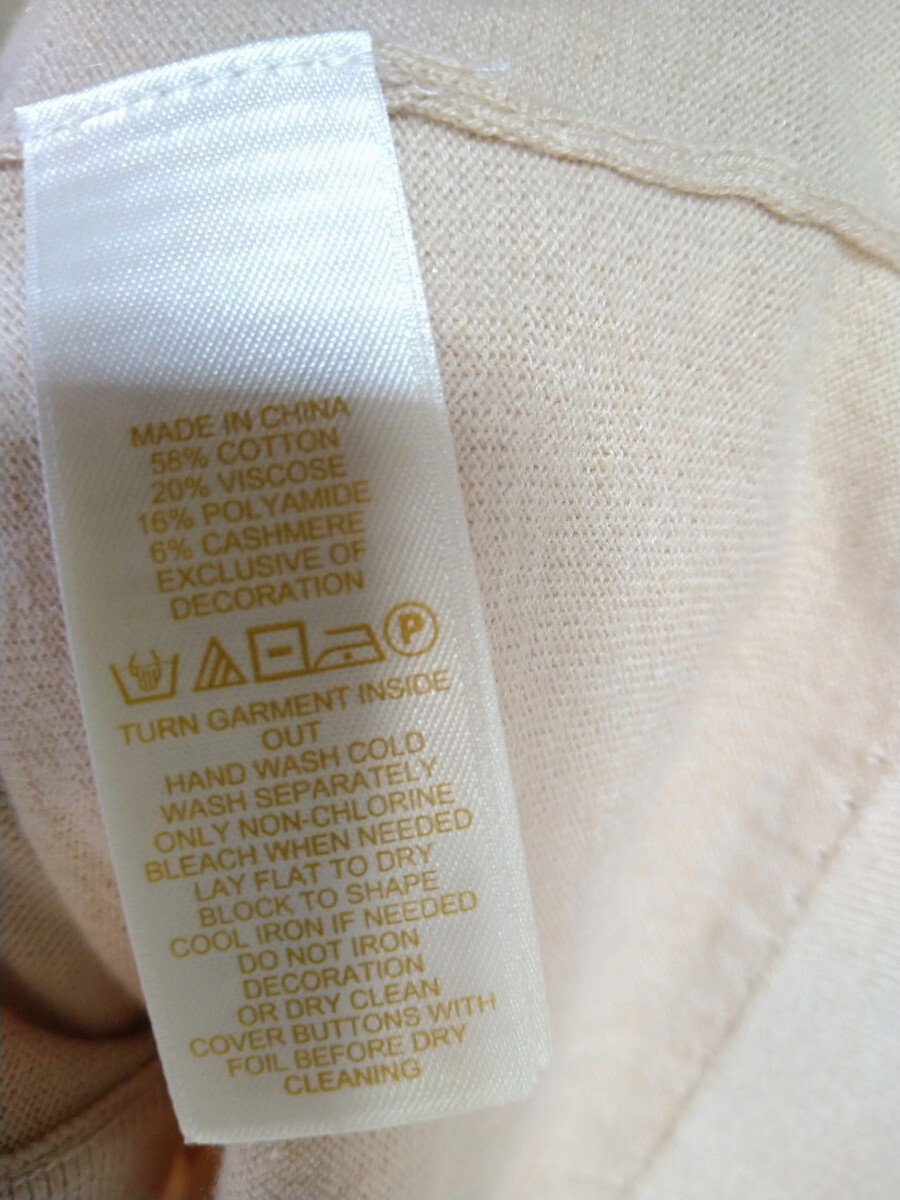 MADE IN CHINA
58% COTTON
20% VISCOSE
16% POLYAMIDE
6% CASHMERE
EXCLUSIVE OF
DECORATION
P
TURN GARMENT INSIDE
OUT
HAND WASH COLD
WASH SEPARATELY
ONLY NON-CHLORINE
BLEACH WHEN NEEDED
LAY FLAT TO DRY
BLOCK TO SHAPE
COOL IRON IF NEEDED
DO NOT IRON
DECORATION
OR DRY CLEAN
COVER BUTTONS WITH
FOIL BEFORE DRY
CLEANING